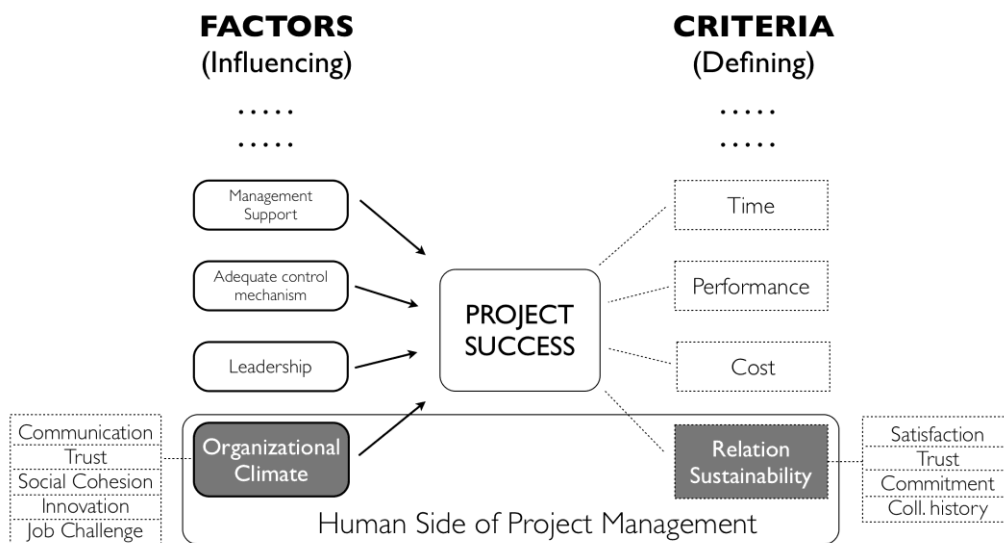 FACTORS
(Influencing)
.....
.....
Management
Support
Adequate control
mechanism
Leadership
Organizational
Climate
Communication
Trust
Social Cohesion
Innovation
Job Challenge
PROJECT
SUCCESS
CRITERIA
(Defining)
.....
.....
Time
Performance
Cost
Relation
Sustainability
Satisfaction
Trust
Commitment
Coll. history
Human Side of Project Management